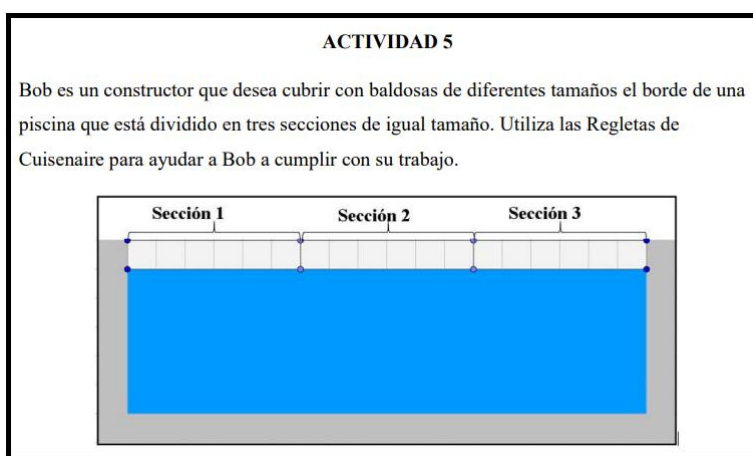 ACTIVIDAD 5
Bob es un constructor que desea cubrir con baldosas de diferentes tamaños el borde de una
piscina que está dividido en tres secciones de igual tamaño. Utiliza las Regletas de
Cuisenaire para ayudar a Bob a cumplir con su trabajo.
Sección 1 Sección 2 Sección 3